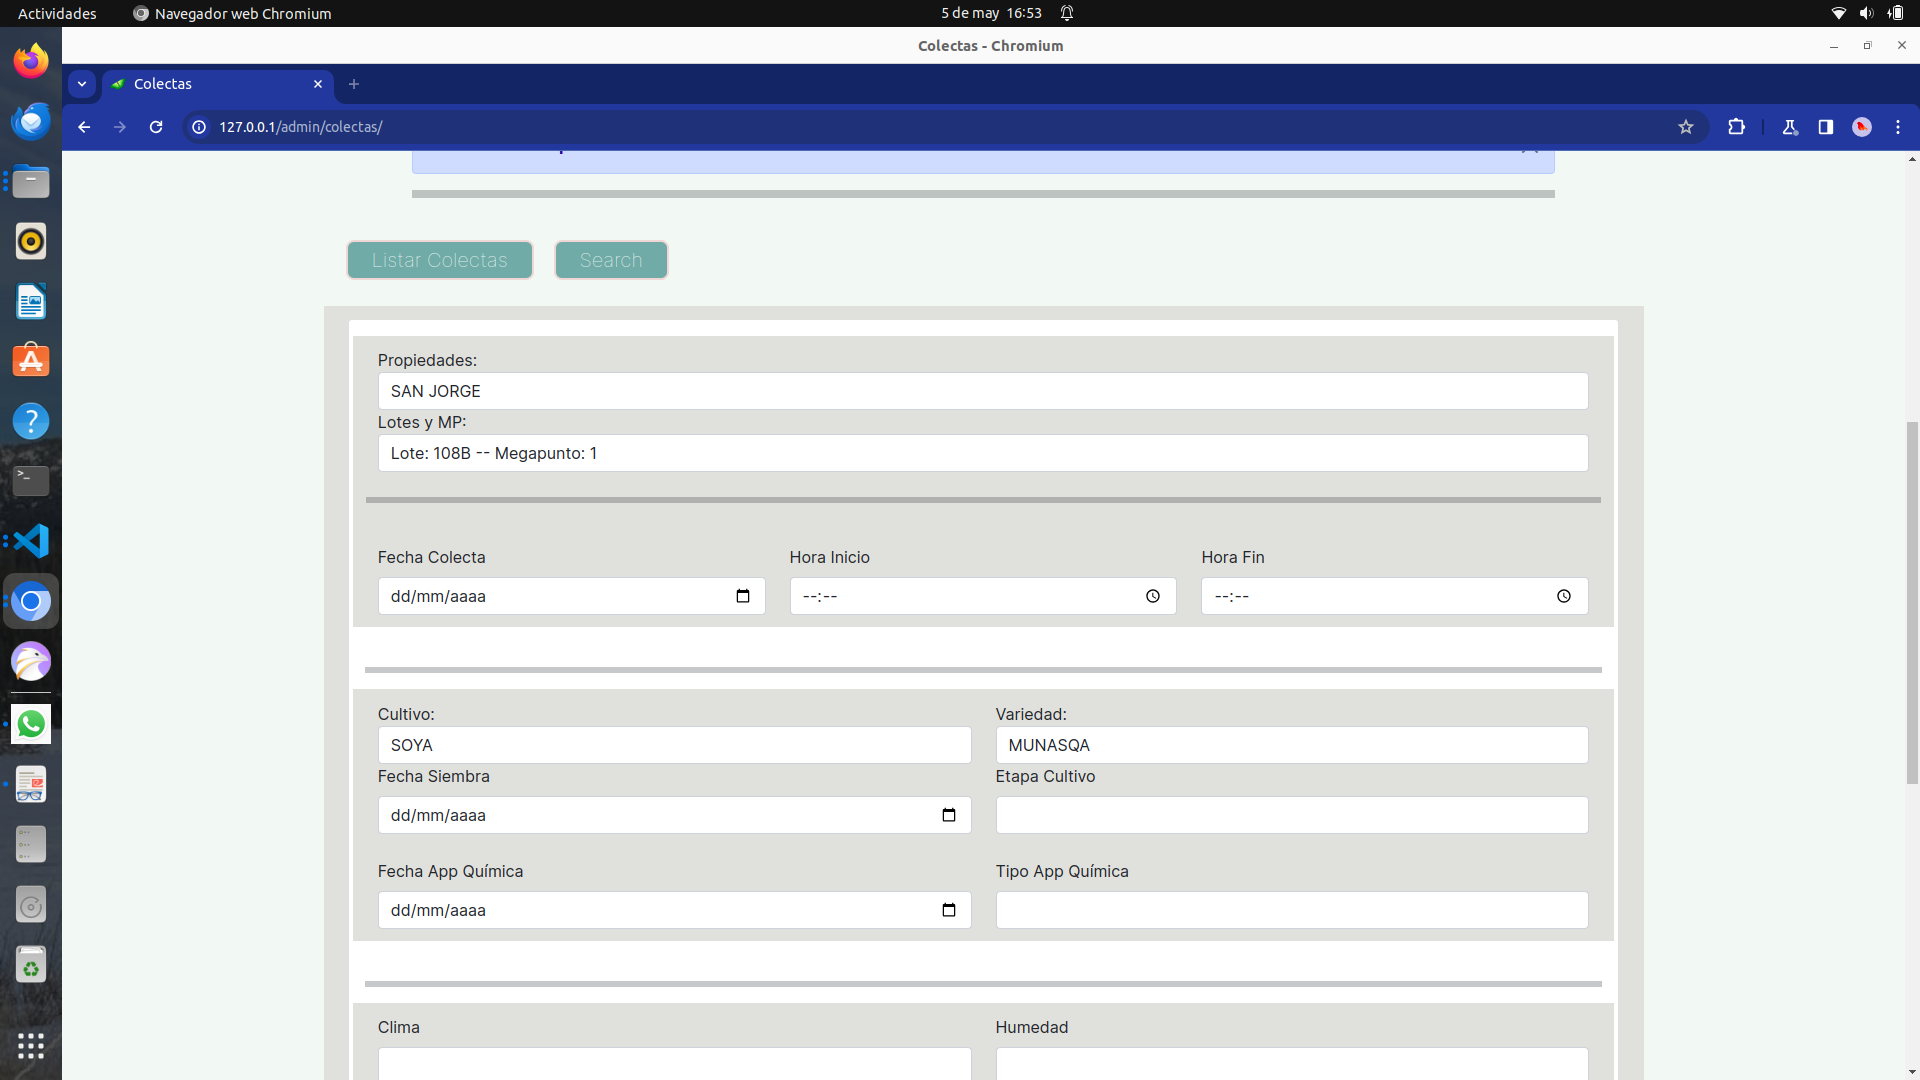 Actividades
Navegador web Chromium
5 de may 16:53
Colectas - Chromium
Colectas
127.0.0.1/admin/colectas/
Listar Colectas
Search
Propiedades:
SAN JORGE
Lotes y MP:
Lote: 108B -- Megapunto: 1
Fecha Colecta
Hora Inicio
Hora Fin
dd/mm/aaaa
--:--
--:--
Cultivo:
Variedad:
SOYA
MUNASQA
Fecha Siembra
Etapa Cultivo
dd/mm/aaaa
Fecha App Química
Tipo App Química
dd/mm/aaaa
Clima
Humedad